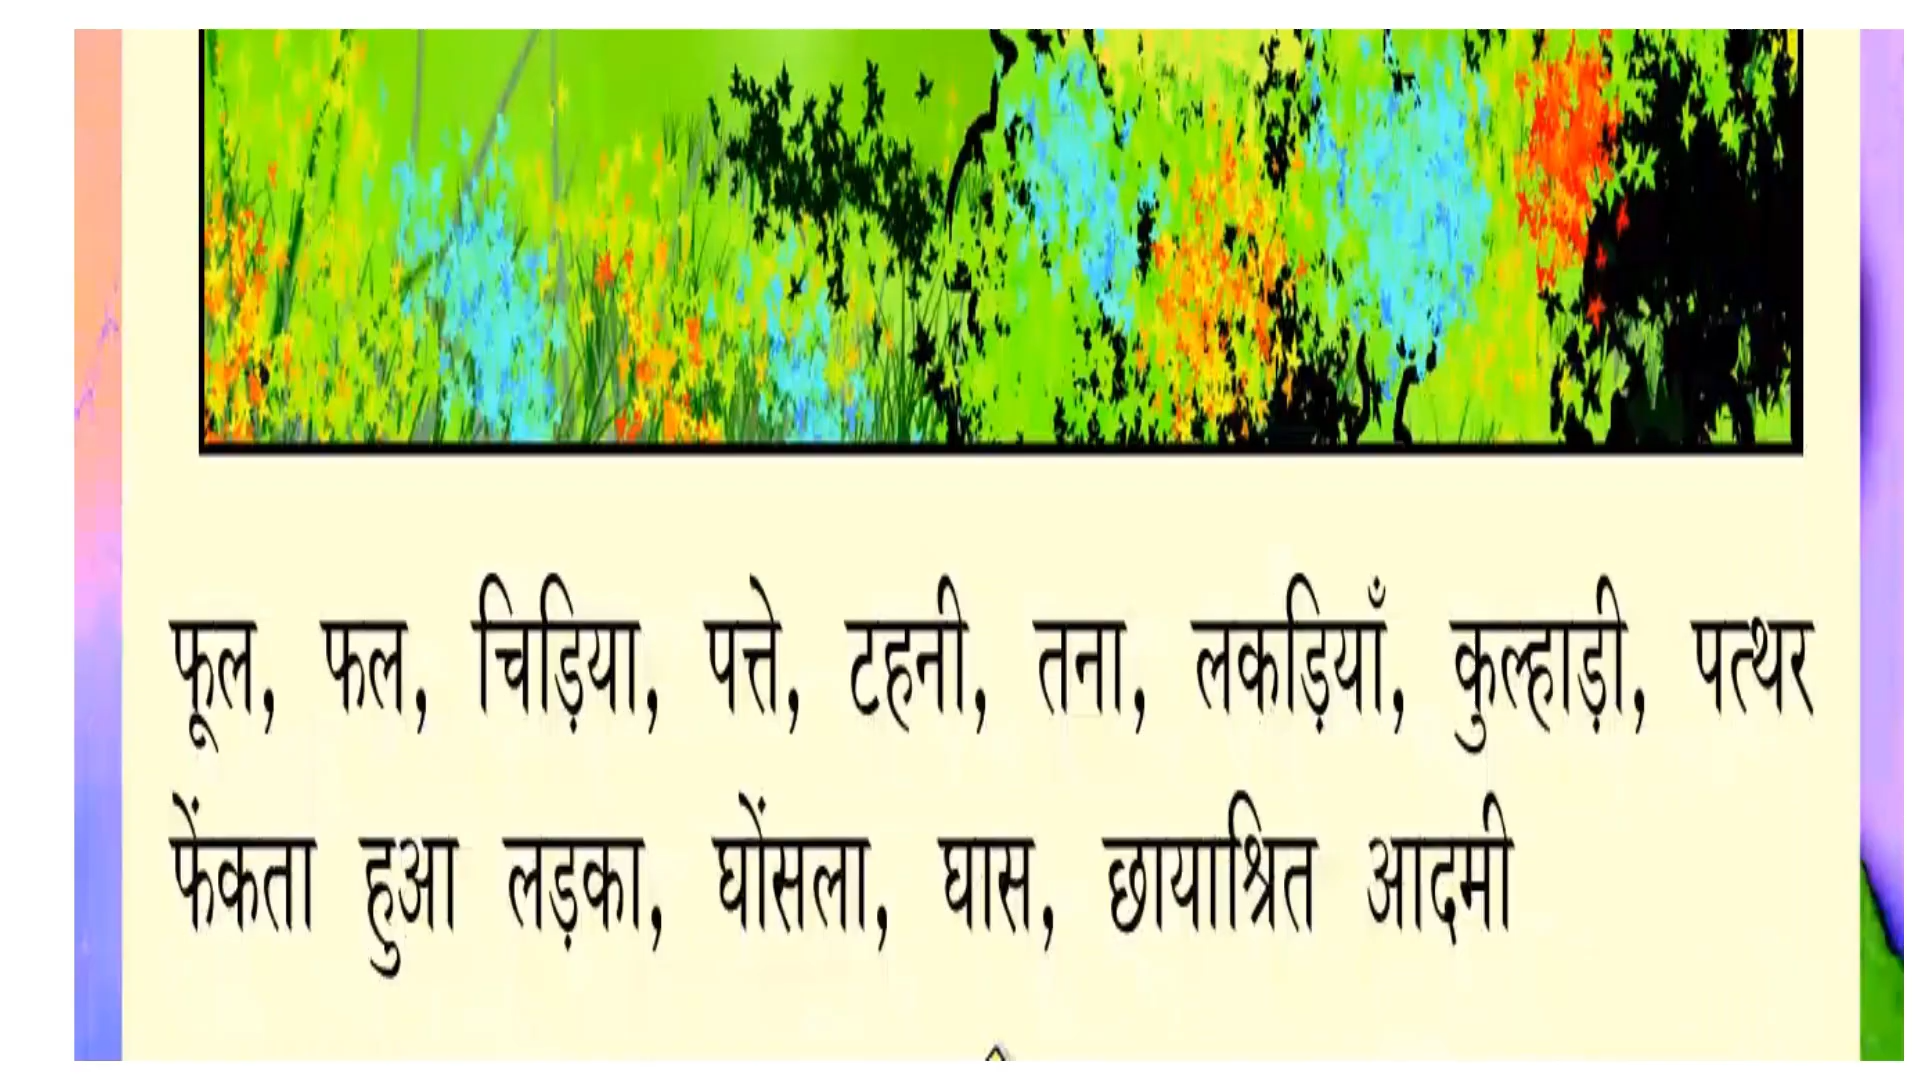 फूल, फल, चिड़िया, पत्ते, टहनी, तना, लकड़ियाँ, कुल्हाड़ी, पत्थर
फेंकता हुआ लड़का, घोंसला, घास, छायाश्रित आदमी